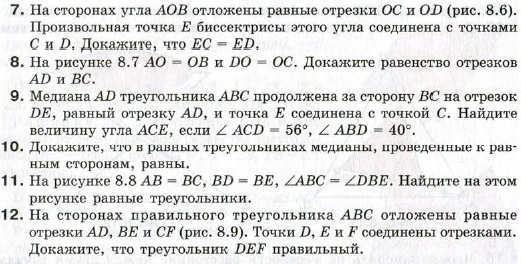 7. На сторонах угла AOB отложены равные отрезки OC и OD (рис. 8.6).
Произвольная точка E биссектрисы этого угла соединена с точками
C и D. Докажите, что EC = ED.
8. На рисунке 8.7 AO = OB и DO = OC. Докажите равенство отрезков
AD и BC.
9. Медиана AD треугольника ABC продолжена за сторону BC на отрезок
DE, равный отрезку AD, и точка E соединена с точкой C. Найдите
величину угла ACE, если ∠ ACD = 56°, ∠ ABD = 40°.
10. Докажите, что в равных треугольниках медианы, проведенные к рав-
ным сторонам, равны.
11. На рисунке 8.8 AB = BC, BD = BE, ∠ABC = ∠DBE. Найдите на этом
рисунке равные треугольники.
12. На сторонах правильного треугольника ABC отложены равные
отрезки AD, BE и CF (рис. 8.9). Точки D, E и F соединены отрезками.
Докажите, что треугольник DEF правильный.